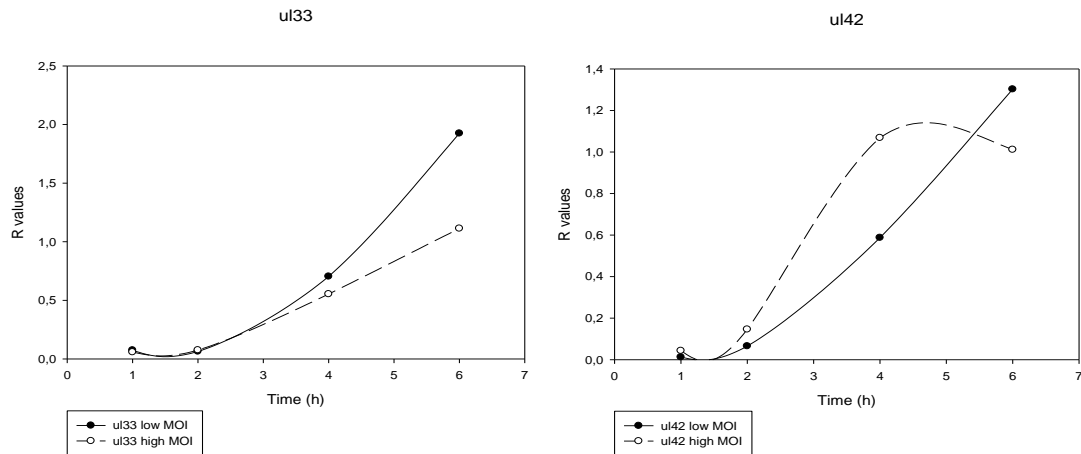 ul33
2,5
2,0
1,5
1,0
0,5
0,0
R values
0 1 2 3 4 5 6 7
Time (h)
ul33 low MOI
ul33 high MOI
ul42
1,4
1,2
1,0
0,8
0,6
0,4
0,2
0,0
R values
0 1 2 3 4 5 6 7
Time (h)
ul42 low MOI
ul42 high MOI